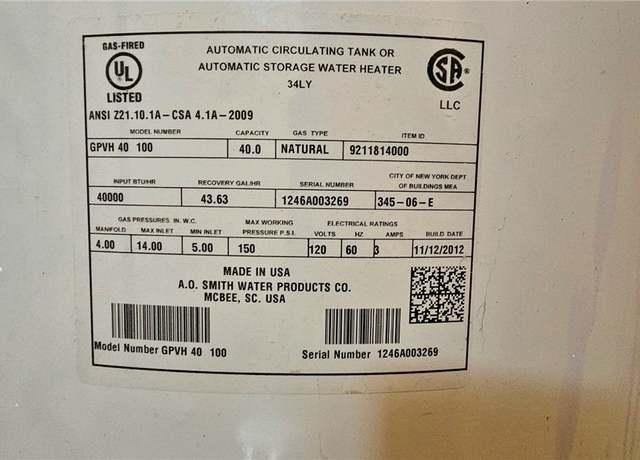 GAS-FIRED
UL
LISTED
AUTOMATIC CIRCULATING TANK OR
AUTOMATIC STORAGE WATER HEATER
34LY
SA
LLC
ANSI Z21.10.1A-CSA 4.1A-2009
MODEL NUMBER CAPACITY GAS TYPE ITEM ID
GPVH 40 100 40.0 NATURAL 9211814000
INPUT BTU/HR RECOVERY GAL/HR SERIAL NUMBER CITY OF NEW YORK DEPT OF BUILDINGS MEA
40000 43.63 1246A003269 345-06-E
GAS PRESSURES IN. W.C. MAX WORKING ELECTRICAL RATINGS
MANIFOLD MAX INLET MIN INLET PRESSURE P.S.I. VOLTS HZ AMPS BUILD DATE
4.00 14.00 5.00 150 120 60 3 11/12/2012
MADE IN USA
A.O. SMITH WATER PRODUCTS CO.
MCBEE, SC. USA
Model Number GPVH 40 100 Serial Number 1246A003269